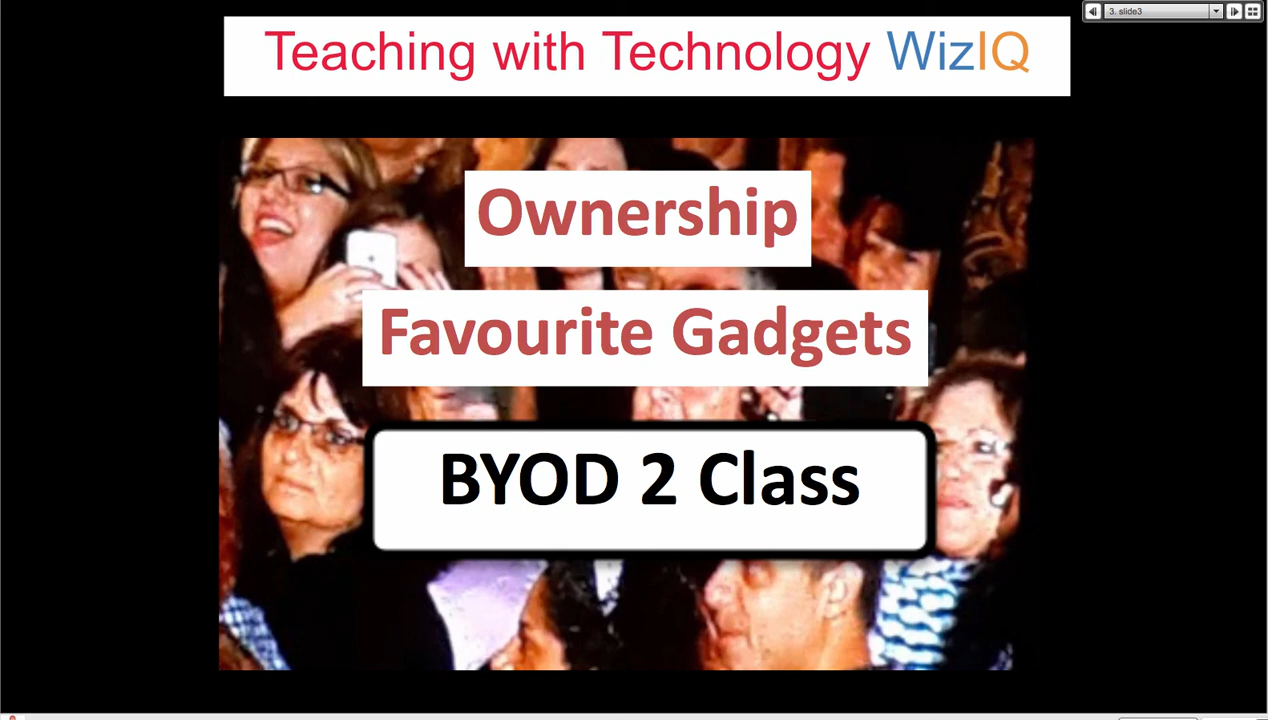 3. slide3
Teaching with Technology WizIQ
Ownership
Favourite Gadgets
BYOD 2 Class